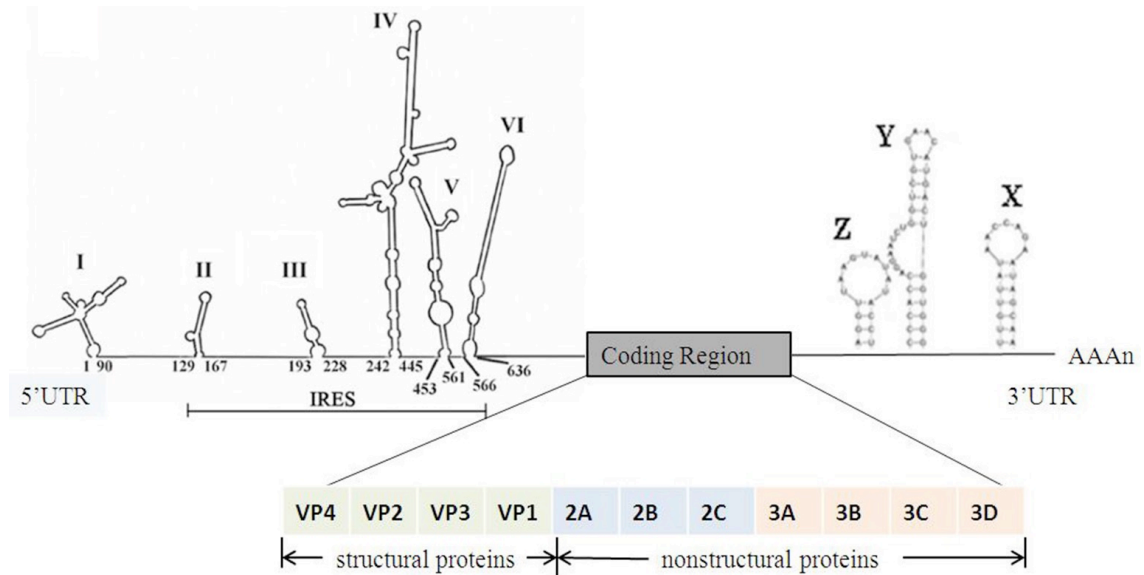 IV
VI
V
Y
X
Z
I
II
III
1 90
129 167
193 228
242 445
453
561
566
636
IRES
5'UTR
Coding Region
AAAn
3'UTR
VP4 VP2 VP3 VP1 2A 2B 2C 3A 3B 3C 3D
structural proteins
nonstructural proteins